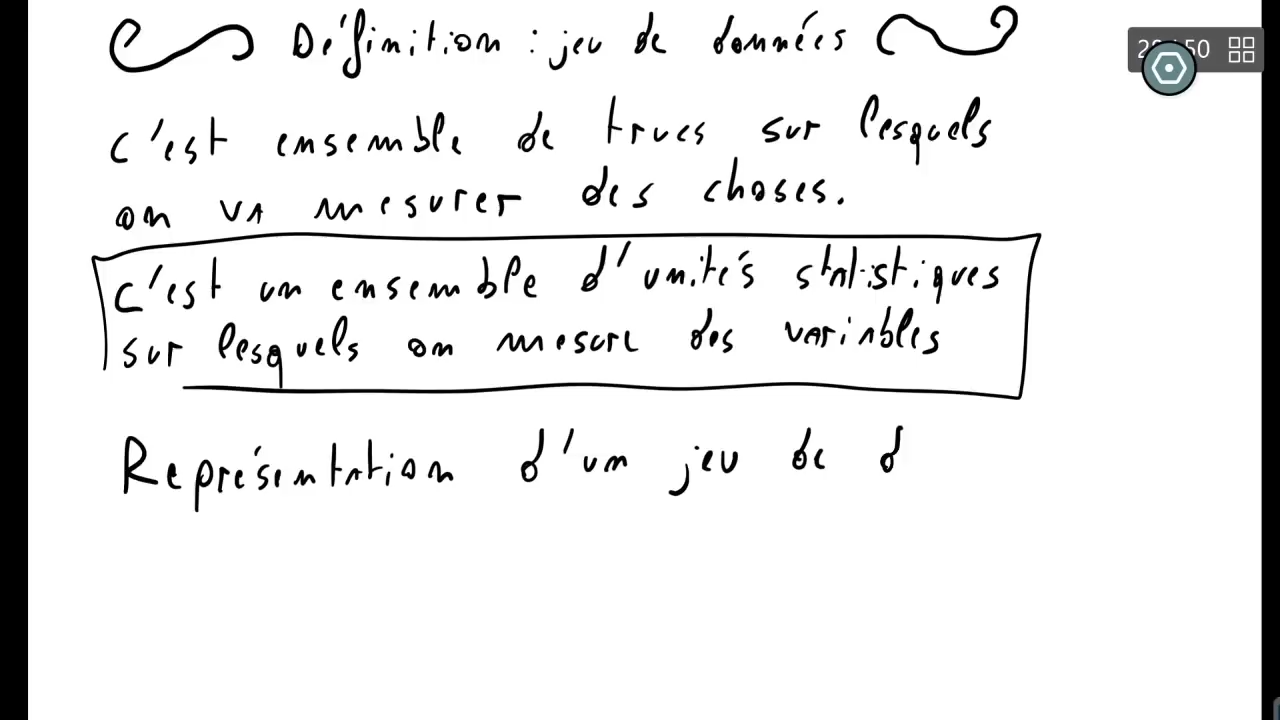 Définition : jeu de données
C'est ensemble de trucs sur lesquels
on va mesurer des choses.
C'est un ensemble d'unités statistiques
sur lesquels on mesure des variables
Représentation d'un jeu de d
50